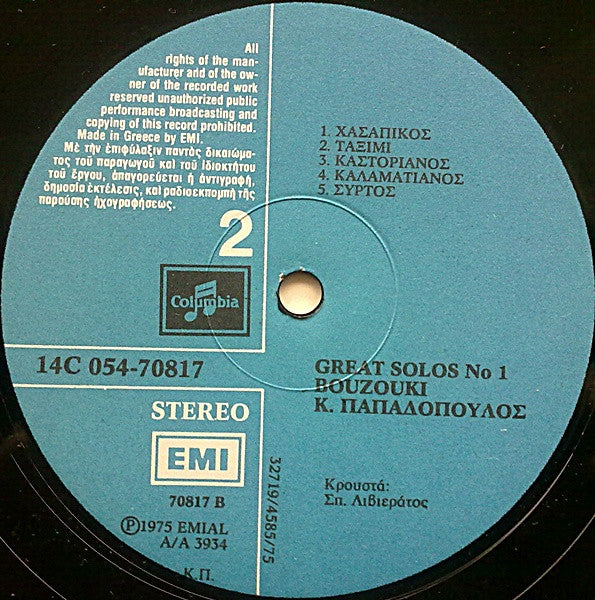 All
rights of the man-
ufacturer and of the ow-
ner of the recorded work
reserved unauthorized public
performance broadcasting and
copying of this record prohibited.
Made in Greece by EMI.
Μὲ τὴν ἐπιφύλαξιν παντὸς δικαιώμα-
τος τοῦ παραγωγοῦ καὶ τοῦ ἰδιοκτήτου
τοῦ ἔργου, ἀπαγορεύεται ἡ ἀντιγραφή,
δημοσία ἐκτέλεσις, καὶ ραδιοεκπομπὴ τῆς
παρούσης ἠχογραφήσεως.
2
Columbia
14C 054-70817
STEREO
EMI
70817 B
Ⓟ1975 EMIAL
A/A 3934
Κ.Π.
32719/4585/75
1. ΧΑΣΑΠΙΚΟΣ
2. ΤΑΞΙΜΙ
3. ΚΑΣΤΟΡΙΑΝΟΣ
4. ΚΑΛΑΜΑΤΙΑΝΟΣ
5. ΣΥΡΤΟΣ
GREAT SOLOS No 1
BOUZOUKI
Κ. ΠΑΠΑΔΟΠΟΥΛΟΣ
Κρουστά:
Σπ. Λιβιεράτος